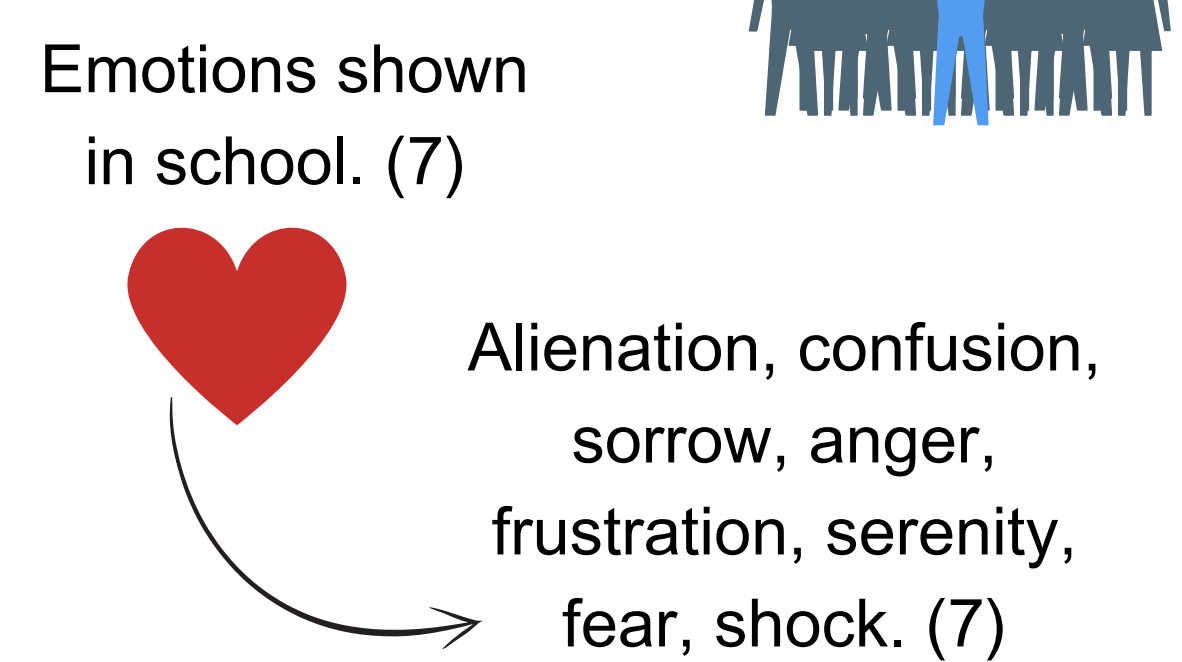 Emotions shown
in school. (7)
Alienation, confusion,
sorrow, anger,
frustration, serenity,
fear, shock. (7)